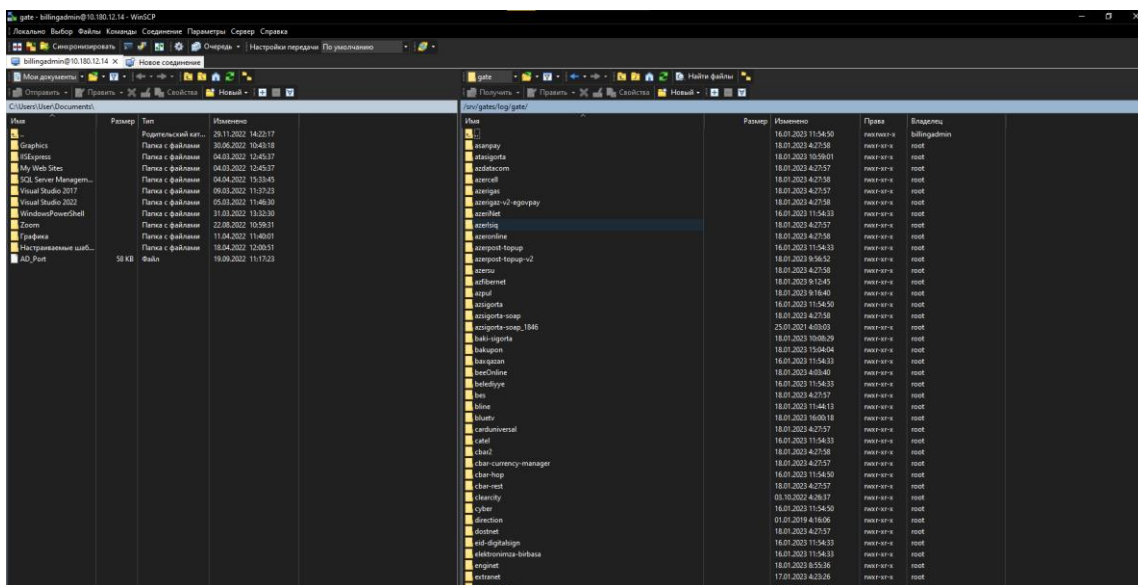 gate - billingadmin@10.180.12.14 - WinSCP
Локально Выбор Файлы Команды Соединение Параметры Сервер Справка
Синхронизировать Очередь Настройки передачи По умолчанию
billingadmin@10.180.12.14 × Новое соединение
Мои документы gate Найти файлы
Отправить Править Свойства Новый Получить Править Свойства Новый
C:\Users\User\Documents\
Имя Размер Тип Изменено
.. Родительский кат... 29.11.2022 14:22:17
Graphics Папка с файлами 30.06.2022 10:43:18
IISExpress Папка с файлами 04.03.2022 12:45:37
My Web Sites Папка с файлами 04.03.2022 12:45:37
SQL Server Managem... Папка с файлами 04.04.2022 15:33:45
Visual Studio 2017 Папка с файлами 09.03.2022 11:37:23
Visual Studio 2022 Папка с файлами 05.03.2022 11:46:30
WindowsPowerShell Папка с файлами 31.03.2022 13:32:30
Zoom Папка с файлами 22.08.2022 10:59:31
Графика Папка с файлами 11.04.2022 11:40:01
Настраиваемые шаб... Папка с файлами 18.04.2022 12:00:51
AD_Port 58 KB Файл 19.09.2022 11:17:23
/srv/gates/log/gate/
Имя Размер Изменено Права Владелец
.. 16.01.2023 11:54:50 rwxrwxr-x billingadmin
asanpay 18.01.2023 4:27:58 rwxr-xr-x root
atasigorta 18.01.2023 10:59:01 rwxr-xr-x root
azdatacom 18.01.2023 4:27:57 rwxr-xr-x root
azercell 18.01.2023 4:27:58 rwxr-xr-x root
azerigas 18.01.2023 4:27:57 rwxr-xr-x root
azerigaz-v2-egovpay 18.01.2023 4:27:58 rwxr-xr-x root
azeriNet 16.01.2023 11:54:33 rwxr-xr-x root
azerIsiq 18.01.2023 4:27:57 rwxr-xr-x root
azeronline 18.01.2023 4:27:58 rwxr-xr-x root
azerpost-topup 16.01.2023 11:54:33 rwxr-xr-x root
azerpost-topup-v2 18.01.2023 9:56:52 rwxr-xr-x root
azersu 18.01.2023 4:27:58 rwxr-xr-x root
azfibernet 18.01.2023 9:12:45 rwxr-xr-x root
azpul 18.01.2023 9:16:40 rwxr-xr-x root
azsigorta 16.01.2023 11:54:50 rwxr-xr-x root
azsigorta-soap 18.01.2023 4:27:58 rwxr-xr-x root
azsigorta-soap_1846 25.01.2021 4:03:03 rwxr-xr-x root
baki-sigorta 18.01.2023 10:08:29 rwxr-xr-x root
bakupon 18.01.2023 15:04:04 rwxr-xr-x root
baxqazan 16.01.2023 11:54:33 rwxr-xr-x root
beeOnline 18.01.2023 4:03:40 rwxr-xr-x root
belediyye 16.01.2023 11:54:33 rwxr-xr-x root
bes 18.01.2023 4:27:57 rwxr-xr-x root
bline 18.01.2023 11:44:13 rwxr-xr-x root
bluetv 18.01.2023 16:00:18 rwxr-xr-x root
carduniversal 18.01.2023 4:27:57 rwxr-xr-x root
catel 16.01.2023 11:54:33 rwxr-xr-x root
cbar2 18.01.2023 4:27:58 rwxr-xr-x root
cbar-currency-manager 18.01.2023 4:27:57 rwxr-xr-x root
cbar-hop 16.01.2023 11:54:50 rwxr-xr-x root
cbar-rest 18.01.2023 4:27:57 rwxr-xr-x root
clearcity 03.10.2022 4:26:37 rwxr-xr-x root
cyber 16.01.2023 11:54:50 rwxr-xr-x root
direction 01.01.2019 4:16:06 rwxr-xr-x root
dostnet 18.01.2023 4:27:57 rwxr-xr-x root
eid-digitalsign 16.01.2023 11:54:33 rwxr-xr-x root
elektronimza-birbasa 16.01.2023 11:54:33 rwxr-xr-x root
enginet 18.01.2023 8:55:36 rwxr-xr-x root
extranet 17.01.2023 4:23:26 rwxr-xr-x root